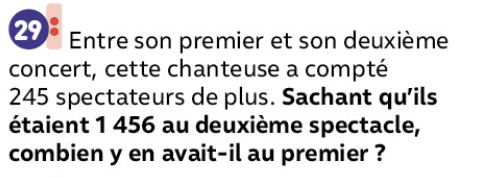 29 Entre son premier et son deuxième
concert, cette chanteuse a compté
245 spectateurs de plus. Sachant qu’ils
étaient 1 456 au deuxième spectacle,
combien y en avait-il au premier ?